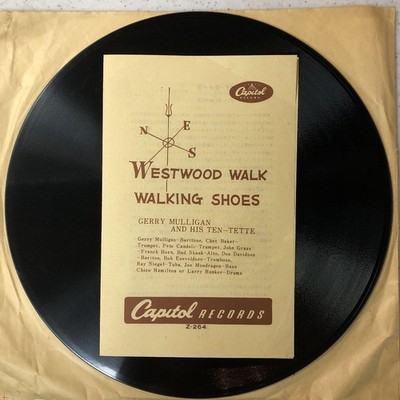 Capitol
RECORDS
N E
S
WESTWOOD WALK
WALKING SHOES
GERRY MULLIGAN
AND HIS TEN-TETTE
Gerry Mulligan-Baritone, Chet Baker-
Trumpet, Pete Candoli-Trumpet, John Graas
-Franch Horn, Bud Shank-Alto, Don Davidson
-Baritone, Bob Enevoldsen-Trombone,
Ray Siegel-Tuba, Joe Mondragon-Bass
Chico Hamilton or Larry Bunker-Drums
Capitol RECORDS
Z-264